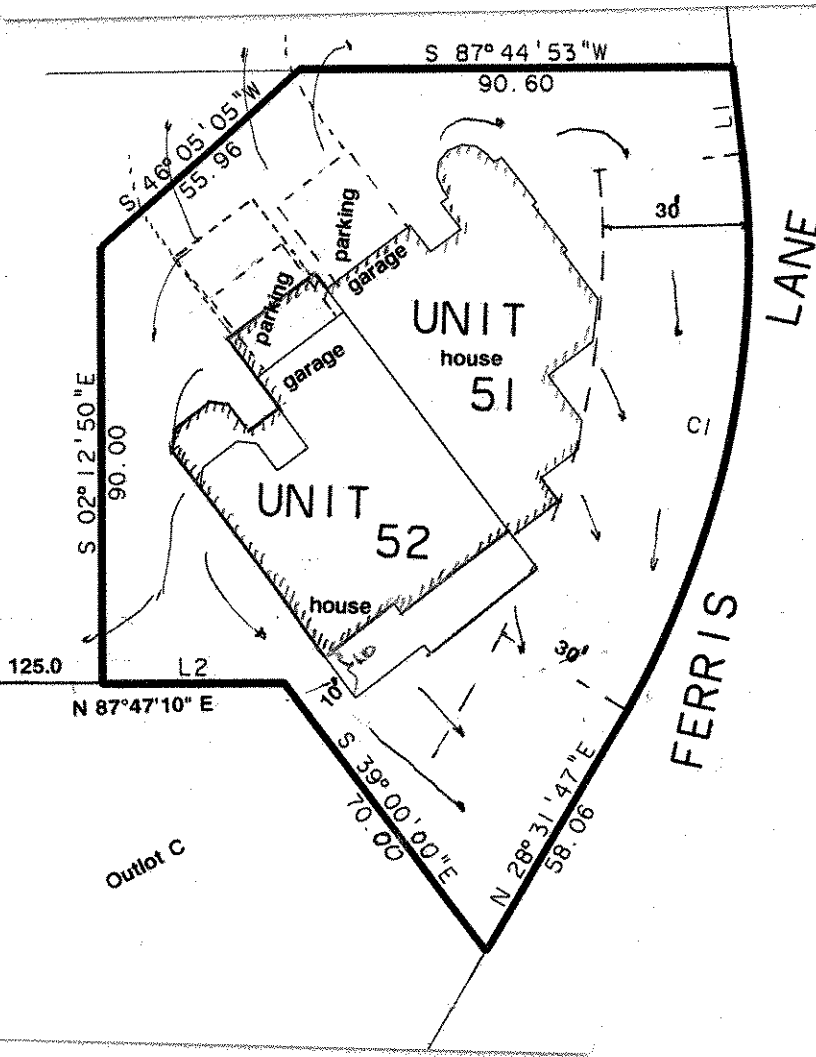 S 87° 44' 53"W
90.60
S 46° 05' 05"W
55.96
L1
30'
LANE
parking
garage
parking
garage
UNIT
house
51
C1
S 02° 12' 50"E
90.00
UNIT
52
house
FERRIS
30'
125.0
L2
N 87°47'10" E
10'
S 39° 00' 00"E
70.00
N 28° 31' 47"E
58.06
Outlot C